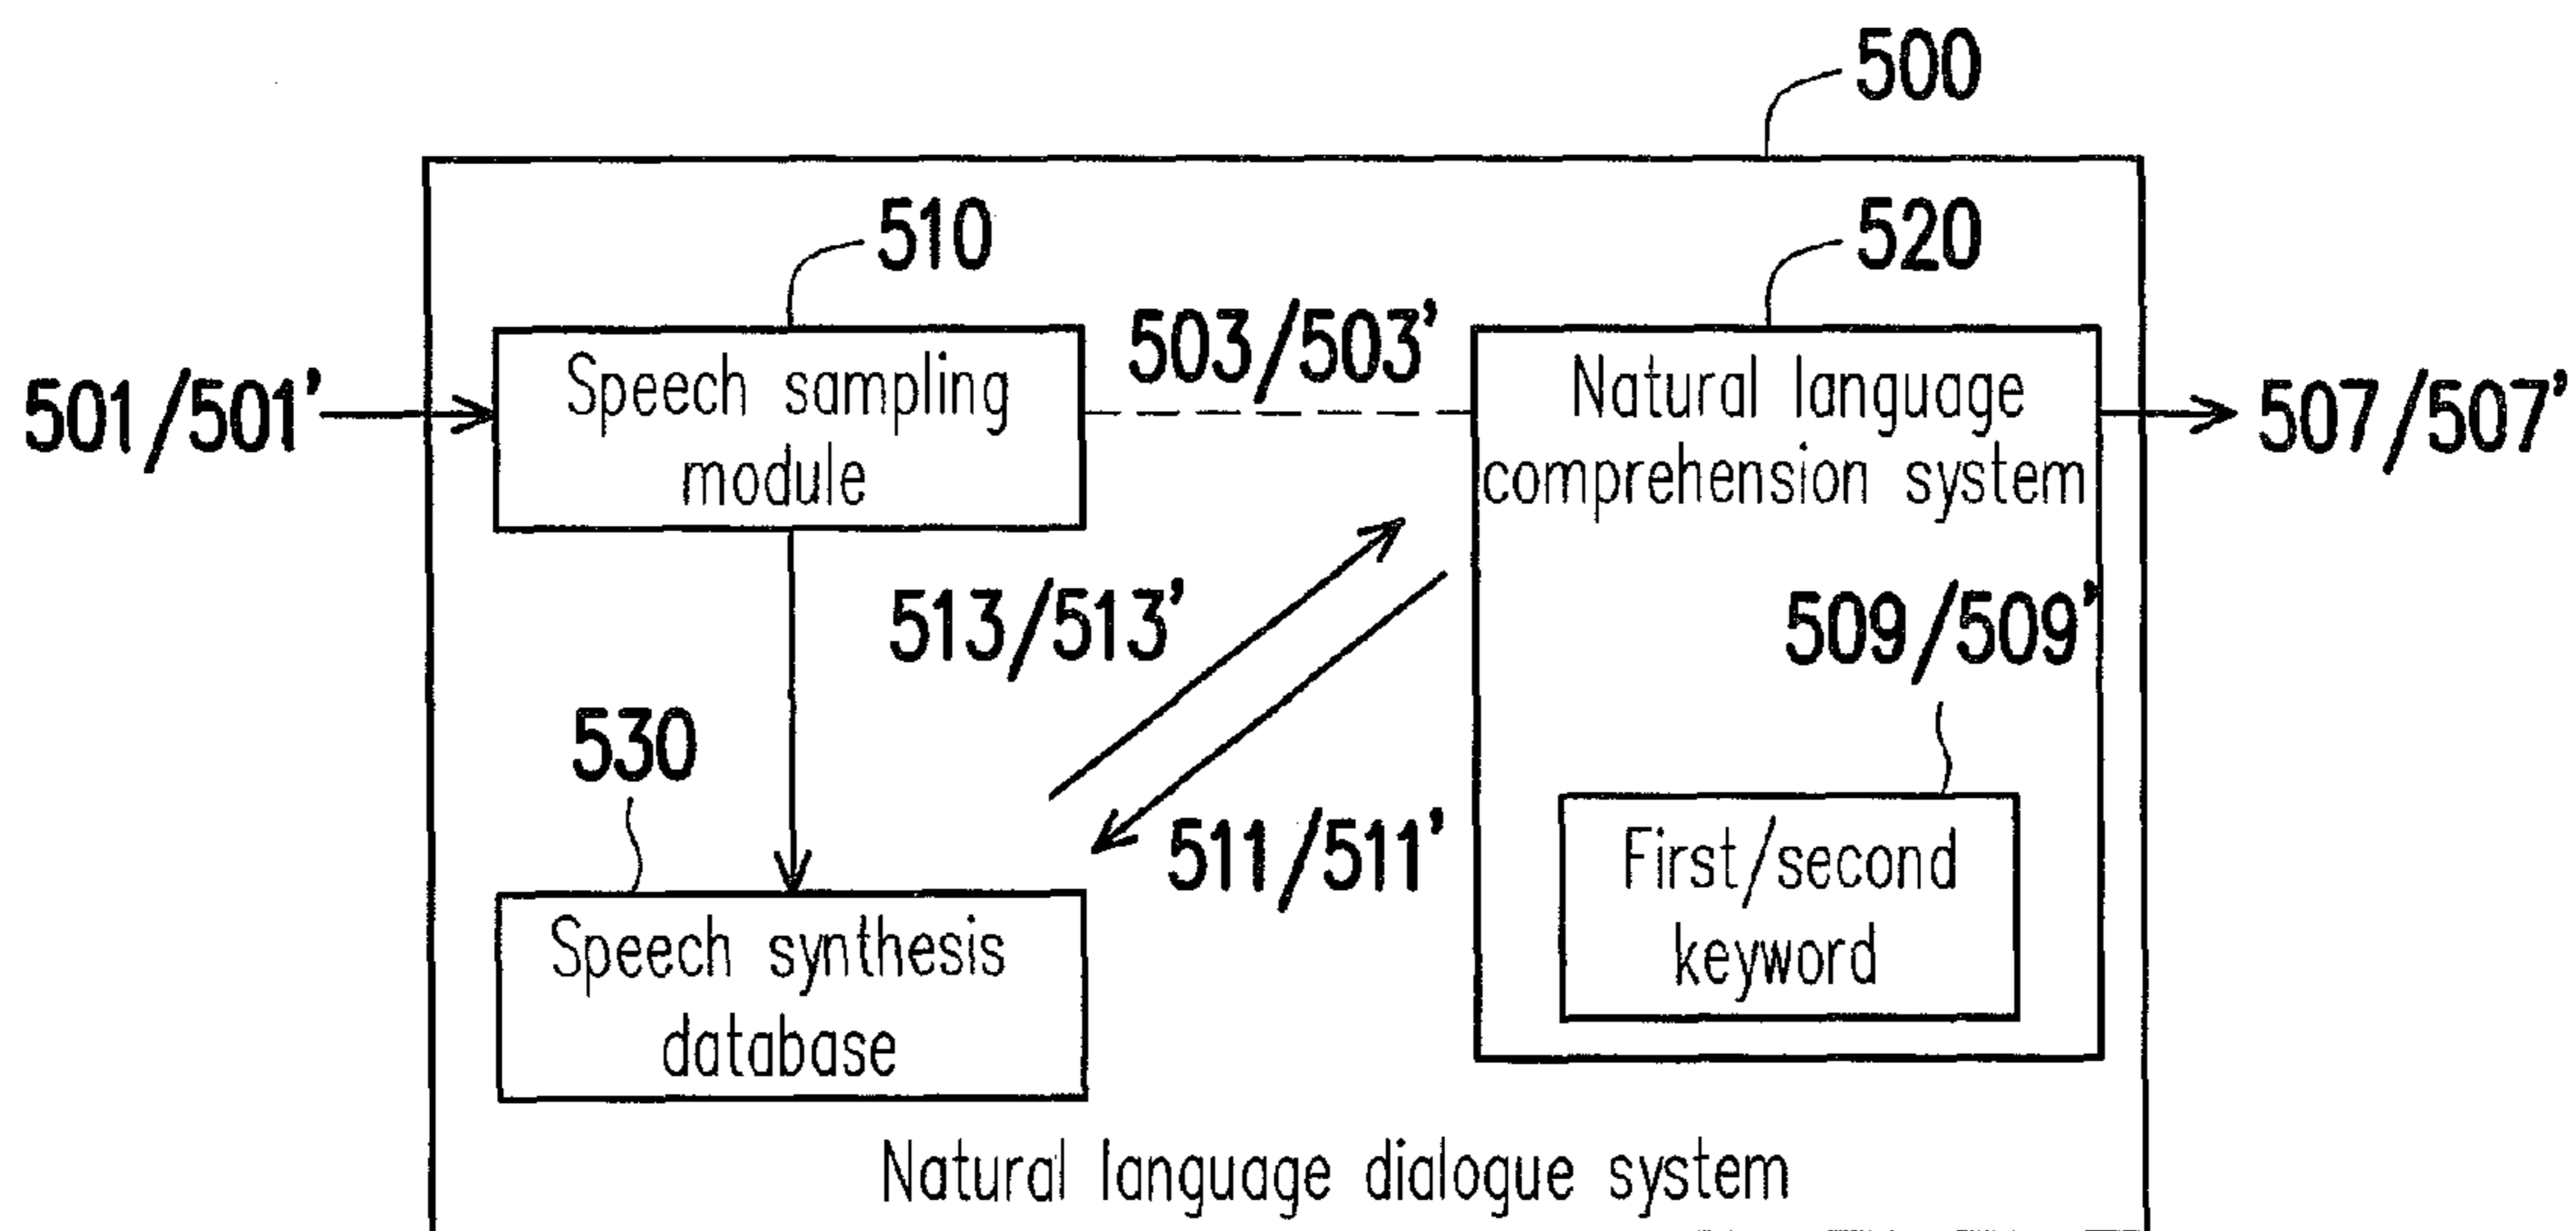 500
510
520
501/501'
Speech sampling
module
503/503'
Natural language
comprehension system
507/507'
513/513'
509/509'
530
511/511'
First/second
keyword
Speech synthesis
database
Natural language dialogue system